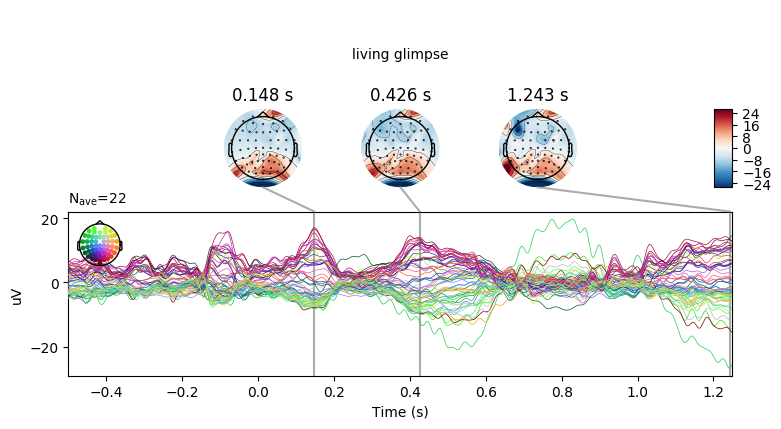 living glimpse
0.148 s 0.426 s 1.243 s
24
16
8
0
−8
−16
−24
Nave=22
20
0
−20
uV
−0.4 −0.2 0.0 0.2 0.4 0.6 0.8 1.0 1.2
Time (s)